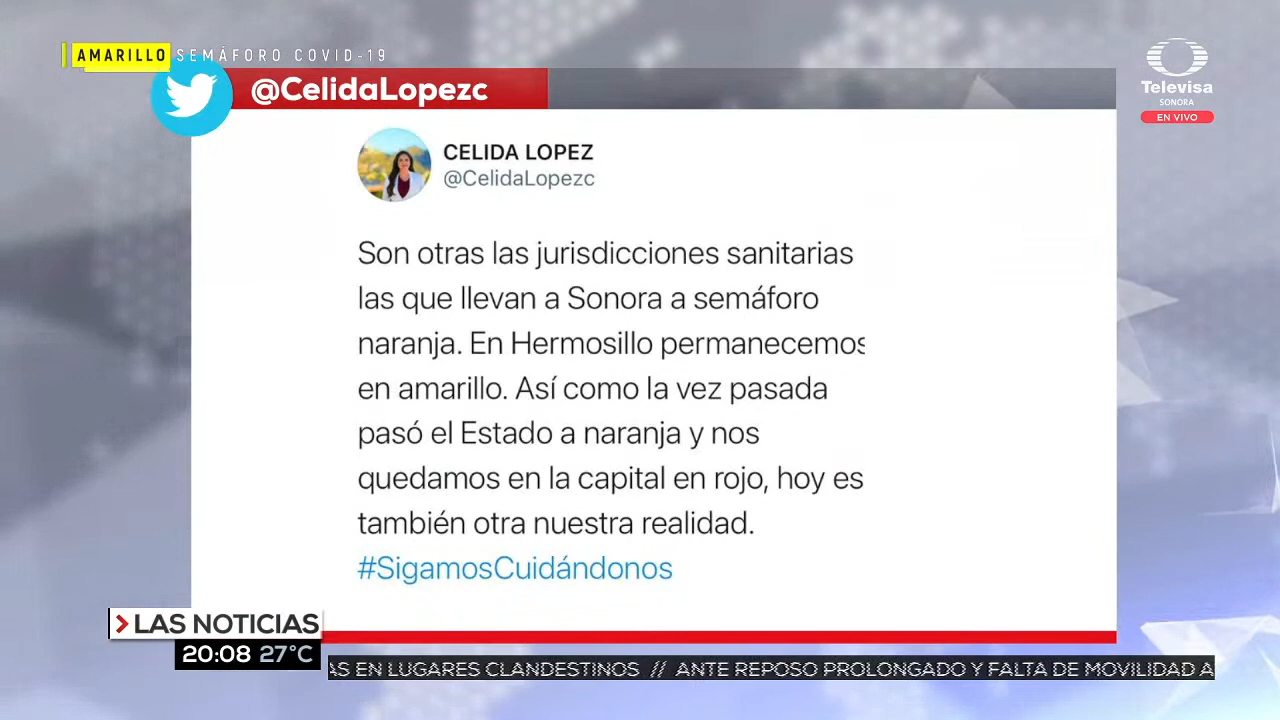 AMARILLO SEMÁFORO COVID-19
@CelidaLopezc
Televisa
SONORA
EN VIVO
CELIDA LOPEZ
@CelidaLopezc
Son otras las jurisdicciones sanitarias
las que llevan a Sonora a semáforo
naranja. En Hermosillo permanecemos
en amarillo. Así como la vez pasada
pasó el Estado a naranja y nos
quedamos en la capital en rojo, hoy es
también otra nuestra realidad.
#SigamosCuidándonos
LAS NOTICIAS
20:08 27°C
AS EN LUGARES CLANDESTINOS // ANTE REPOSO PROLONGADO Y FALTA DE MOVILIDAD A